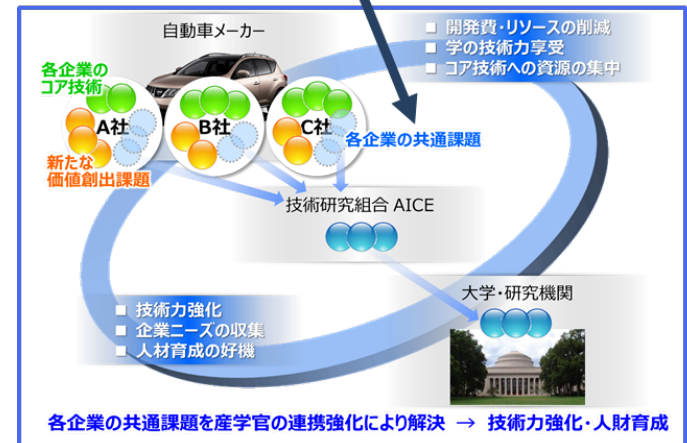 自動車メーカー
■ 開発費・リソースの削減
■ 学の技術力享受
■ コア技術への資源の集中
各企業の
コア技術
A社
B社
C社
各企業の共通課題
新たな
価値創出課題
技術研究組合 AICE
大学・研究機関
■ 技術力強化
■ 企業ニーズの収集
■ 人材育成の好機
各企業の共通課題を産学官の連携強化により解決 → 技術力強化・人財育成